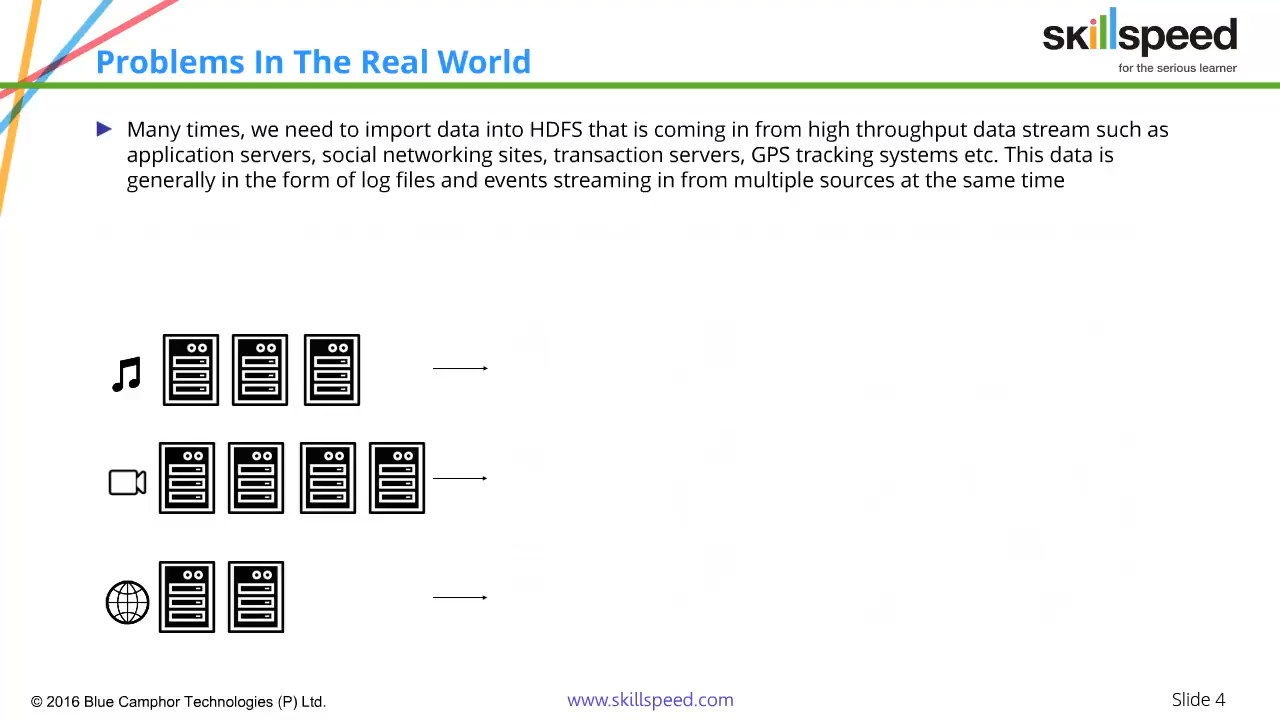 skillspeed
for the serious learner
Problems In The Real World
Many times, we need to import data into HDFS that is coming in from high throughput data stream such as
application servers, social networking sites, transaction servers, GPS tracking systems etc. This data is
generally in the form of log files and events streaming in from multiple sources at the same time
© 2016 Blue Camphor Technologies (P) Ltd.
www.skillspeed.com
Slide 4